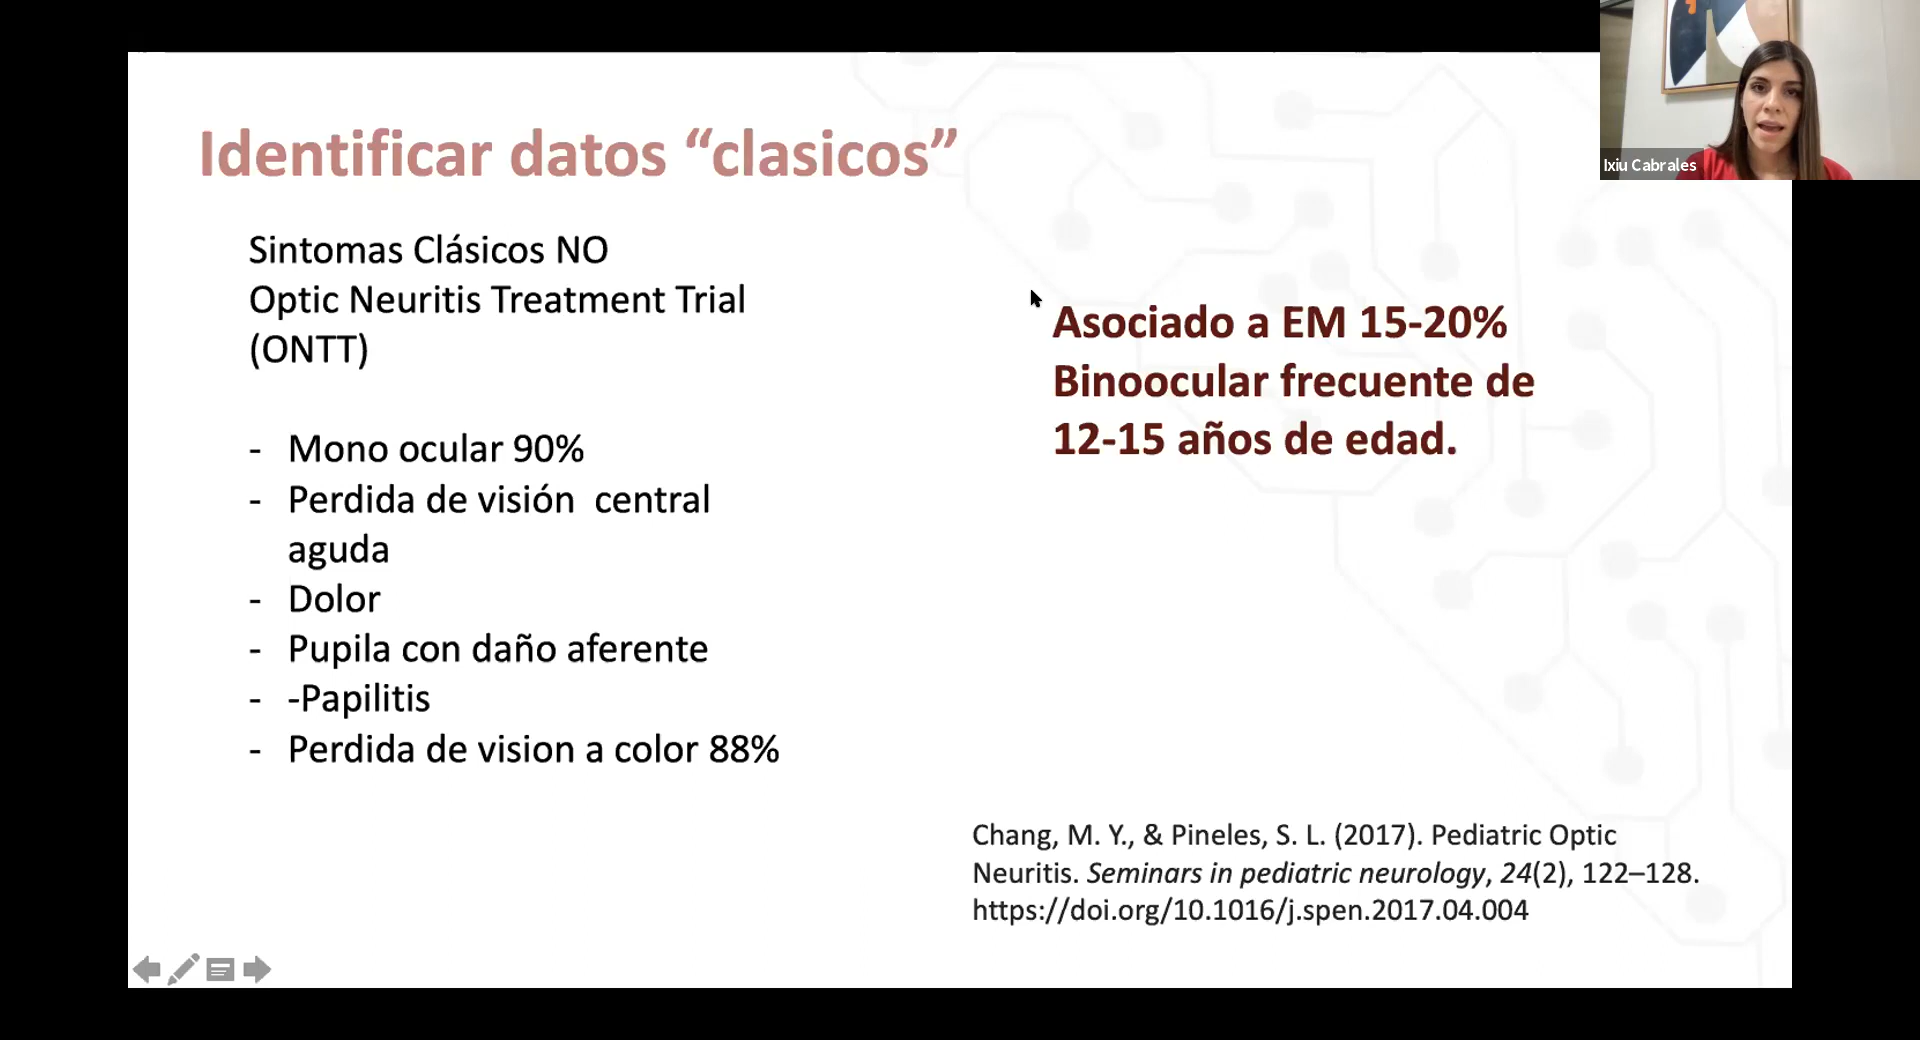 Ixiu Cabrales
Identificar datos “clasicos”
Sintomas Clásicos NO
Optic Neuritis Treatment Trial
(ONTT)
- Mono ocular 90%
- Perdida de visión  central
aguda
- Dolor
- Pupila con daño aferente
- -Papilitis
- Perdida de vision a color 88%
Asociado a EM 15-20%
Binoocular frecuente de
12-15 años de edad.
Chang, M. Y., & Pineles, S. L. (2017). Pediatric Optic
Neuritis. Seminars in pediatric neurology, 24(2), 122–128.
https://doi.org/10.1016/j.spen.2017.04.004